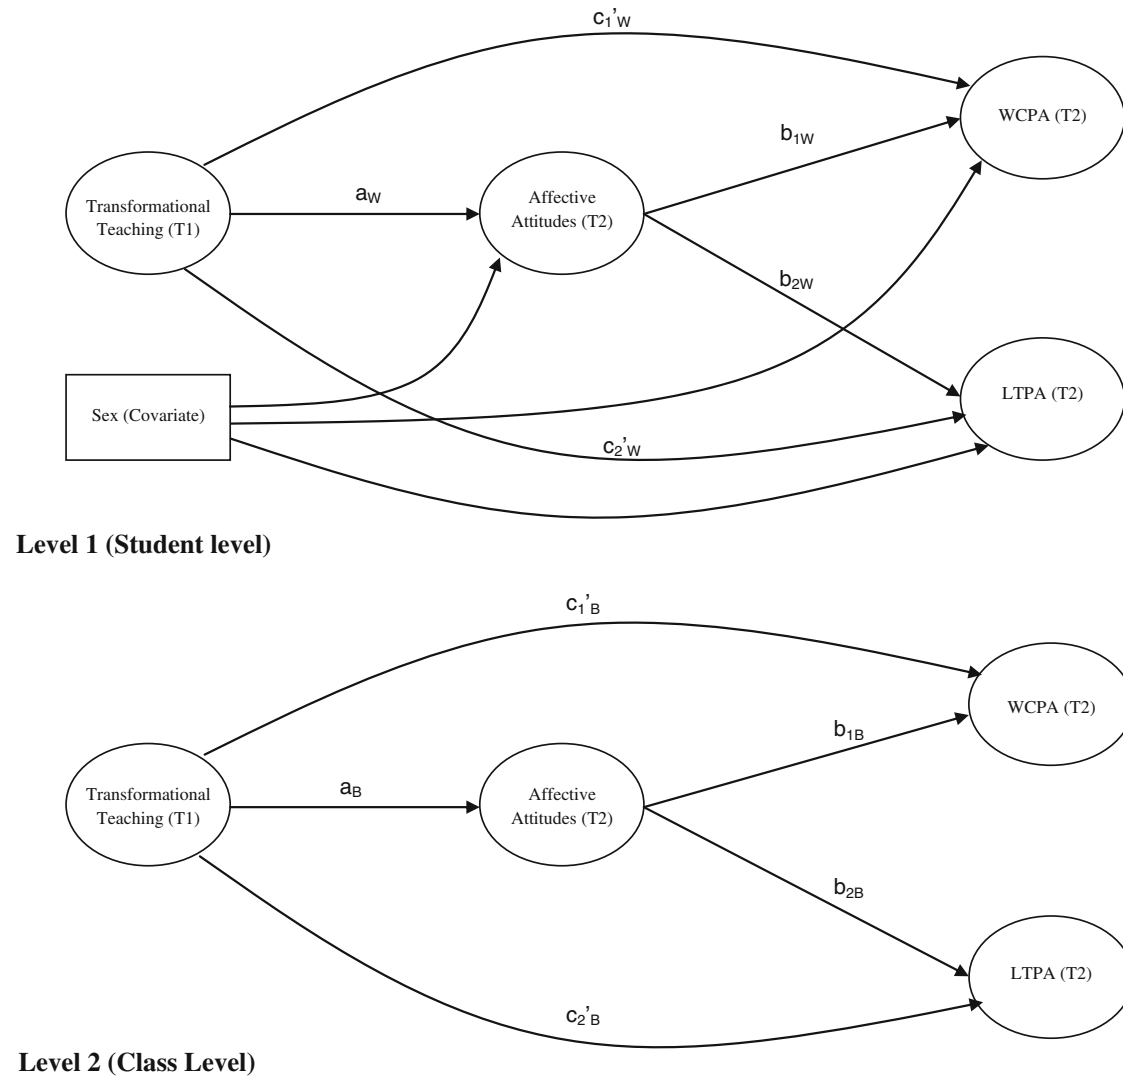 c₁'W
WCPA (T2)
b₁W
aW
Transformational
Teaching (T1)
Affective
Attitudes (T2)
b₂W
Sex (Covariate)
LTPA (T2)
c₂'W
Level 1 (Student level)
c₁'B
WCPA (T2)
b₁B
aB
Transformational
Teaching (T1)
Affective
Attitudes (T2)
b₂B
LTPA (T2)
c₂'B
Level 2 (Class Level)